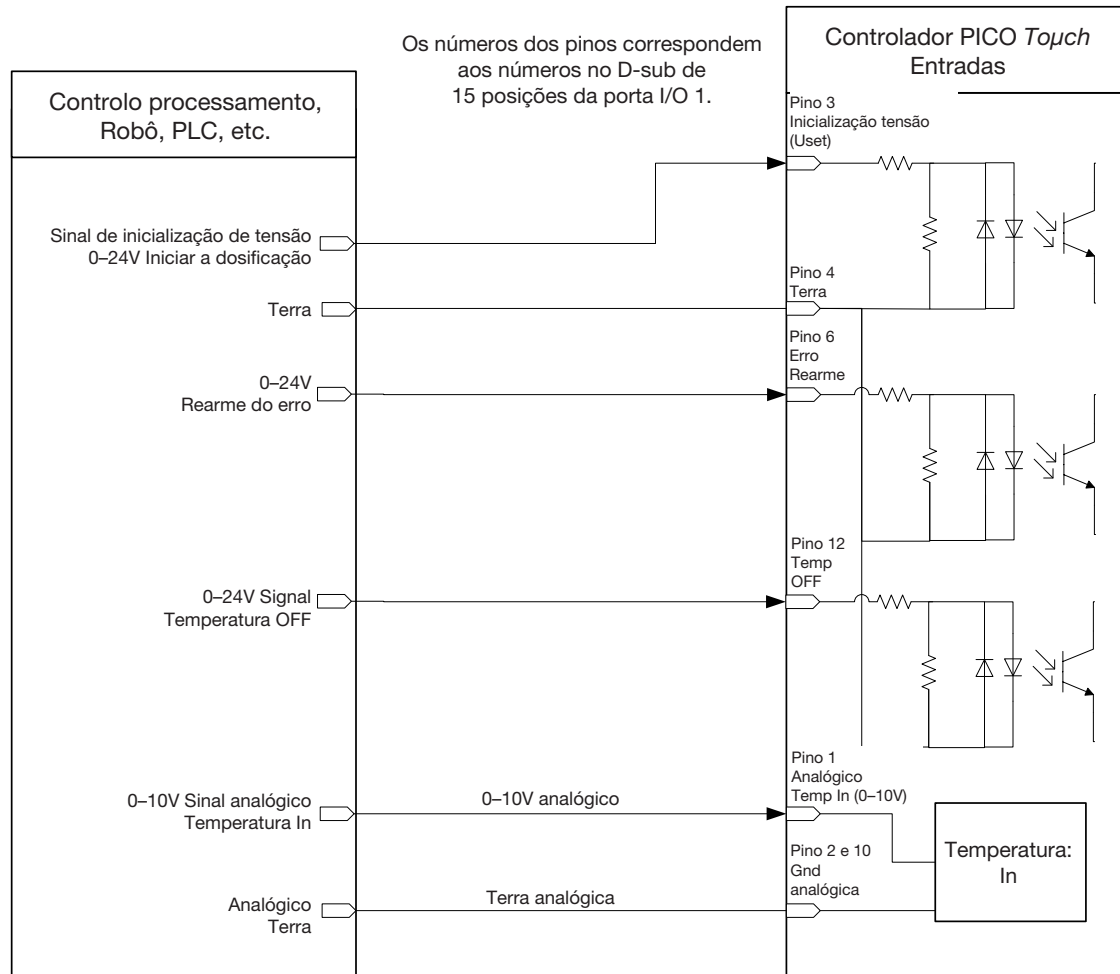 Controlo processamento,
Robô, PLC, etc.
Os números dos pinos correspondem
aos números no D-sub de
15 posições da porta I/O 1.
Controlador PICO Toμch
Entradas
Sinal de inicialização de tensão
0–24V Iniciar a dosificação
Pino 3
Inicialização tensão
(Uset)
Terra
Pino 4
Terra
0–24V
Rearme do erro
Pino 6
Erro
Rearme
0–24V Signal
Temperatura OFF
Pino 12
Temp
OFF
0–10V Sinal analógico
Temperatura In
0–10V analógico
Pino 1
Analógico
Temp In (0–10V)
Analógico
Terra
Terra analógica
Pino 2 e 10
Gnd
analógica
Temperatura:
In